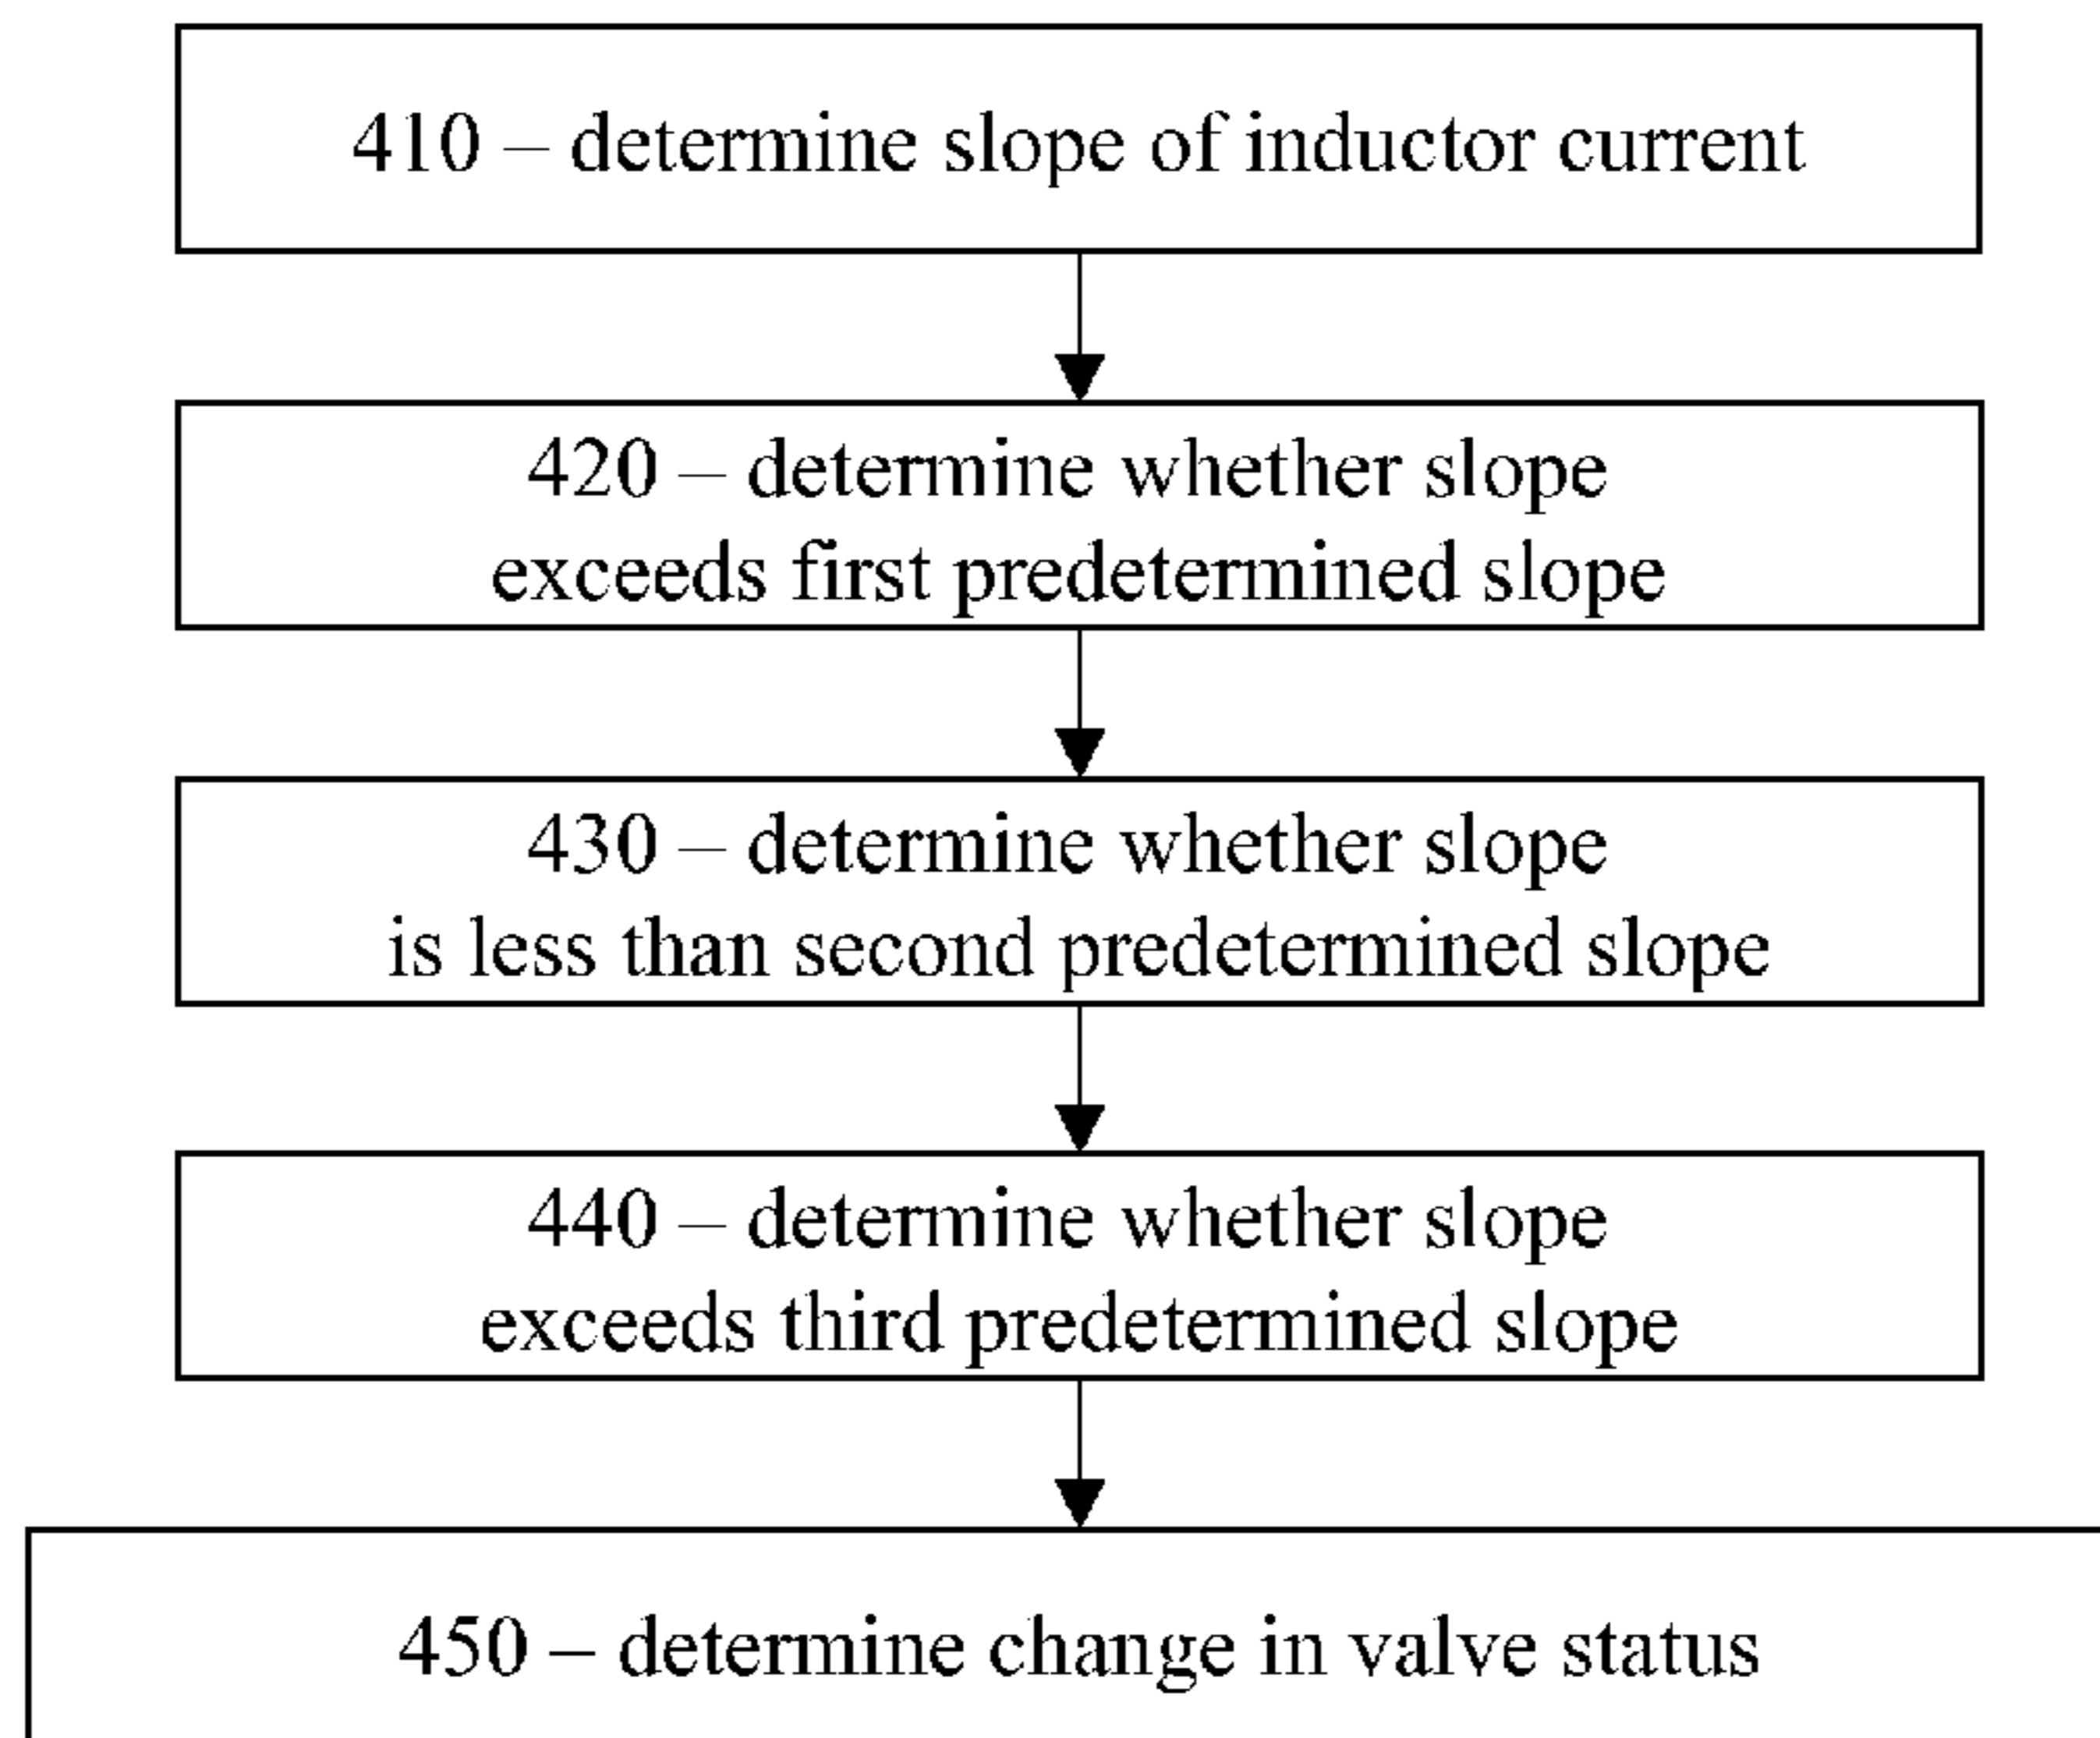 410 – determine slope of inductor current
420 – determine whether slope
exceeds first predetermined slope
430 – determine whether slope
is less than second predetermined slope
440 – determine whether slope
exceeds third predetermined slope
450 – determine change in valve status